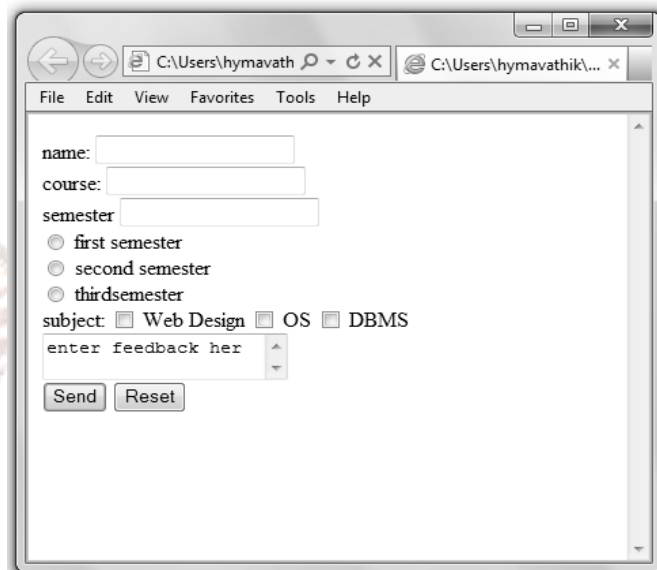 C:\Users\hymavath
C:\Users\hymavathik\...
File Edit View Favorites Tools Help
name:
course:
semester
first semester
second semester
thirdsemester
subject: Web Design OS DBMS
enter feedback her
Send Reset